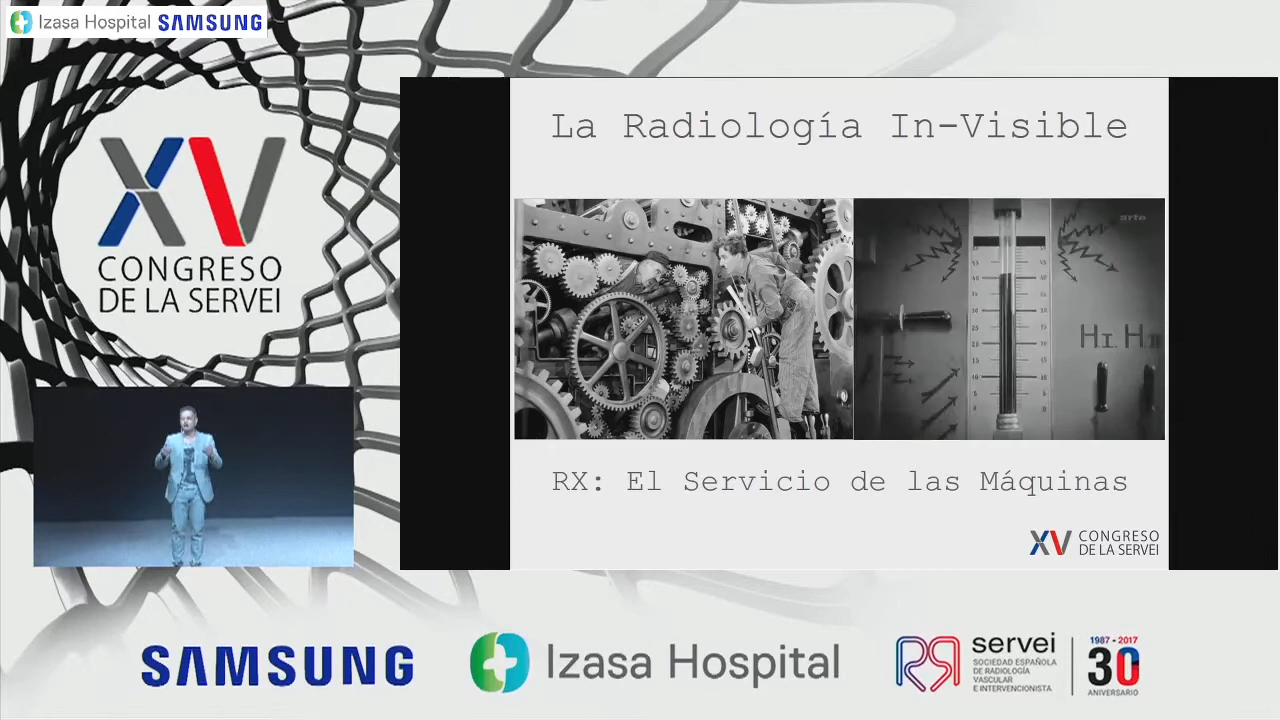 Izasa Hospital SAMSUNG
XV
CONGRESO
DE LA SERVEI
La Radiología In-Visible
arte
RX: El Servicio de las Máquinas
XV CONGRESO
DE LA SERVEI
SAMSUNG
Izasa Hospital
servei
SOCIEDAD ESPAÑOLA
DE RADIOLOGÍA
VASCULAR
E INTERVENCIONISTA
1987 - 2017
30
ANIVERSARIO